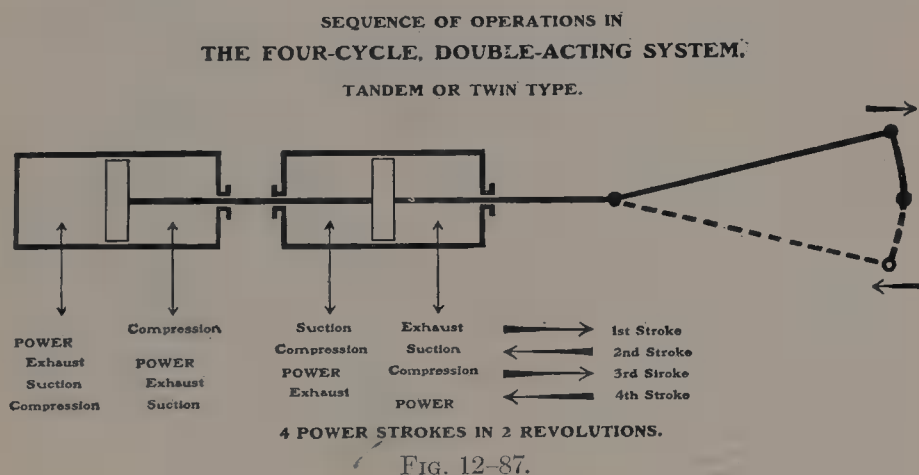 SEQUENCE OF OPERATIONS IN
THE FOUR-CYCLE, DOUBLE-ACTING SYSTEM.
TANDEM OR TWIN TYPE.
Compression Suction Exhaust 1st Stroke
POWER Compression Suction 2nd Stroke
Exhaust POWER POWER Compression 3rd Stroke
Suction Exhaust Exhaust 4th Stroke
Compression Suction POWER
4 POWER STROKES IN 2 REVOLUTIONS.
FIG. 12-87.